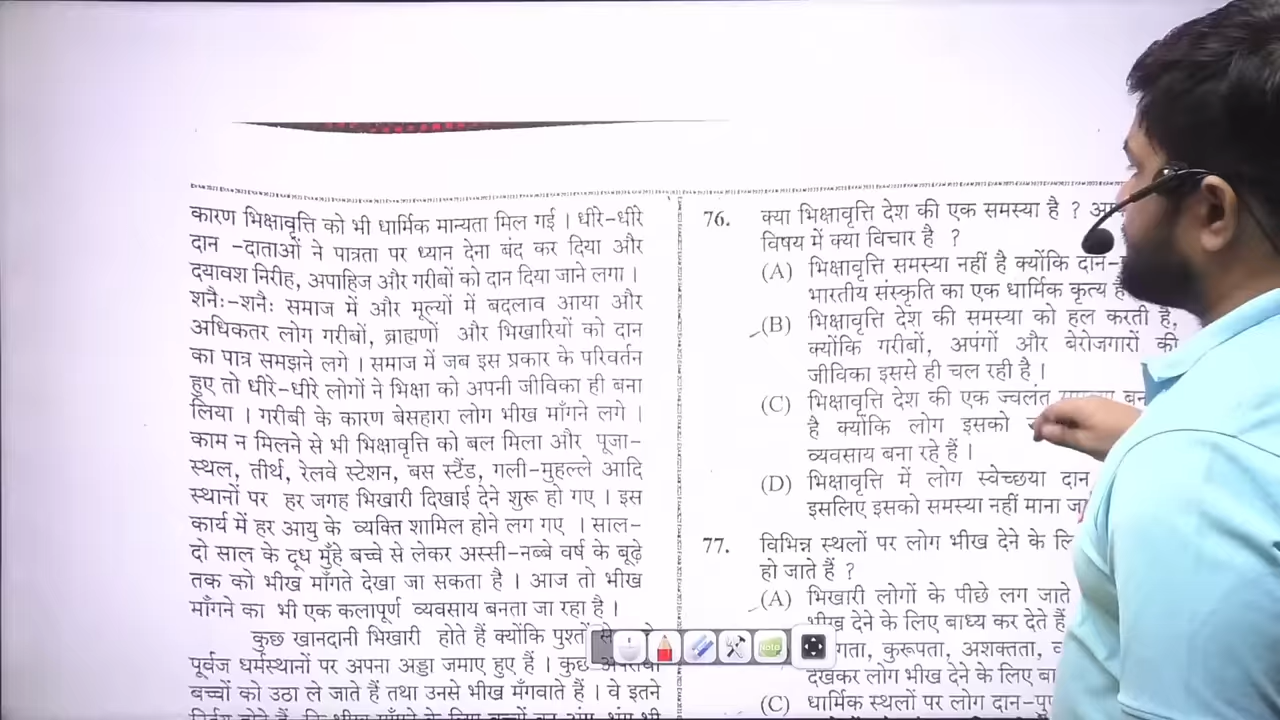 कारण भिक्षावृत्ति को भी धार्मिक मान्यता मिल गई । धीरे-धीरे
दान -दाताओं ने पात्रता पर ध्यान देना बंद कर दिया और
दयावश निरीह, अपाहिज और गरीबों को दान दिया जाने लगा ।
शनैः-शनैः समाज में और मूल्यों में बदलाव आया और
अधिकतर लोग गरीबों, ब्राह्मणों और भिखारियों को दान
का पात्र समझने लगे । समाज में जब इस प्रकार के परिवर्तन
हुए तो धीरे-धीरे लोगों ने भिक्षा को अपनी जीविका ही बना
लिया । गरीबी के कारण बेसहारा लोग भीख माँगने लगे ।
काम न मिलने से भी भिक्षावृत्ति को बल मिला और पूजा-
स्थल, तीर्थ, रेलवे स्टेशन, बस स्टैंड, गली-मुहल्ले आदि
स्थानों पर हर जगह भिखारी दिखाई देने शुरू हो गए । इस
कार्य में हर आयु के व्यक्ति शामिल होने लग गए । साल-
दो साल के दूध मुँहे बच्चे से लेकर अस्सी-नब्बे वर्ष के बूढ़े
तक को भीख माँगते देखा जा सकता है । आज तो भीख
माँगने का भी एक कलापूर्ण व्यवसाय बनता जा रहा है ।
कुछ खानदानी भिखारी होते हैं क्योंकि पुश्तों
पूर्वज धर्मस्थानों पर अपना अड्डा जमाए हुए हैं । कुछ
बच्चों को उठा ले जाते हैं तथा उनसे भीख मँगवाते हैं । वे इतने
76. क्या भिक्षावृत्ति देश की एक समस्या है ?
विषय में क्या विचार है ?
(A) भिक्षावृत्ति समस्या नहीं है क्योंकि दान-
भारतीय संस्कृति का एक धार्मिक कृत्य है
(B) भिक्षावृत्ति देश की समस्या को हल करती है,
क्योंकि गरीबों, अपंगों और बेरोजगारों की
जीविका इससे ही चल रही है ।
(C) भिक्षावृत्ति देश की एक ज्वलंत
है क्योंकि लोग इसको
व्यवसाय बना रहे हैं ।
(D) भिक्षावृत्ति में लोग स्वेच्छया दान
इसलिए इसको समस्या नहीं माना
77. विभिन्न स्थलों पर लोग भीख देने के
हो जाते हैं ?
(A) भिखारी लोगों के पीछे लग जाते
भीख देने के लिए बाध्य कर देते हैं
कुरूपता, अशक्तता,
देखकर लोग भीख देने के लिए
(C) धार्मिक स्थलों पर लोग
Note